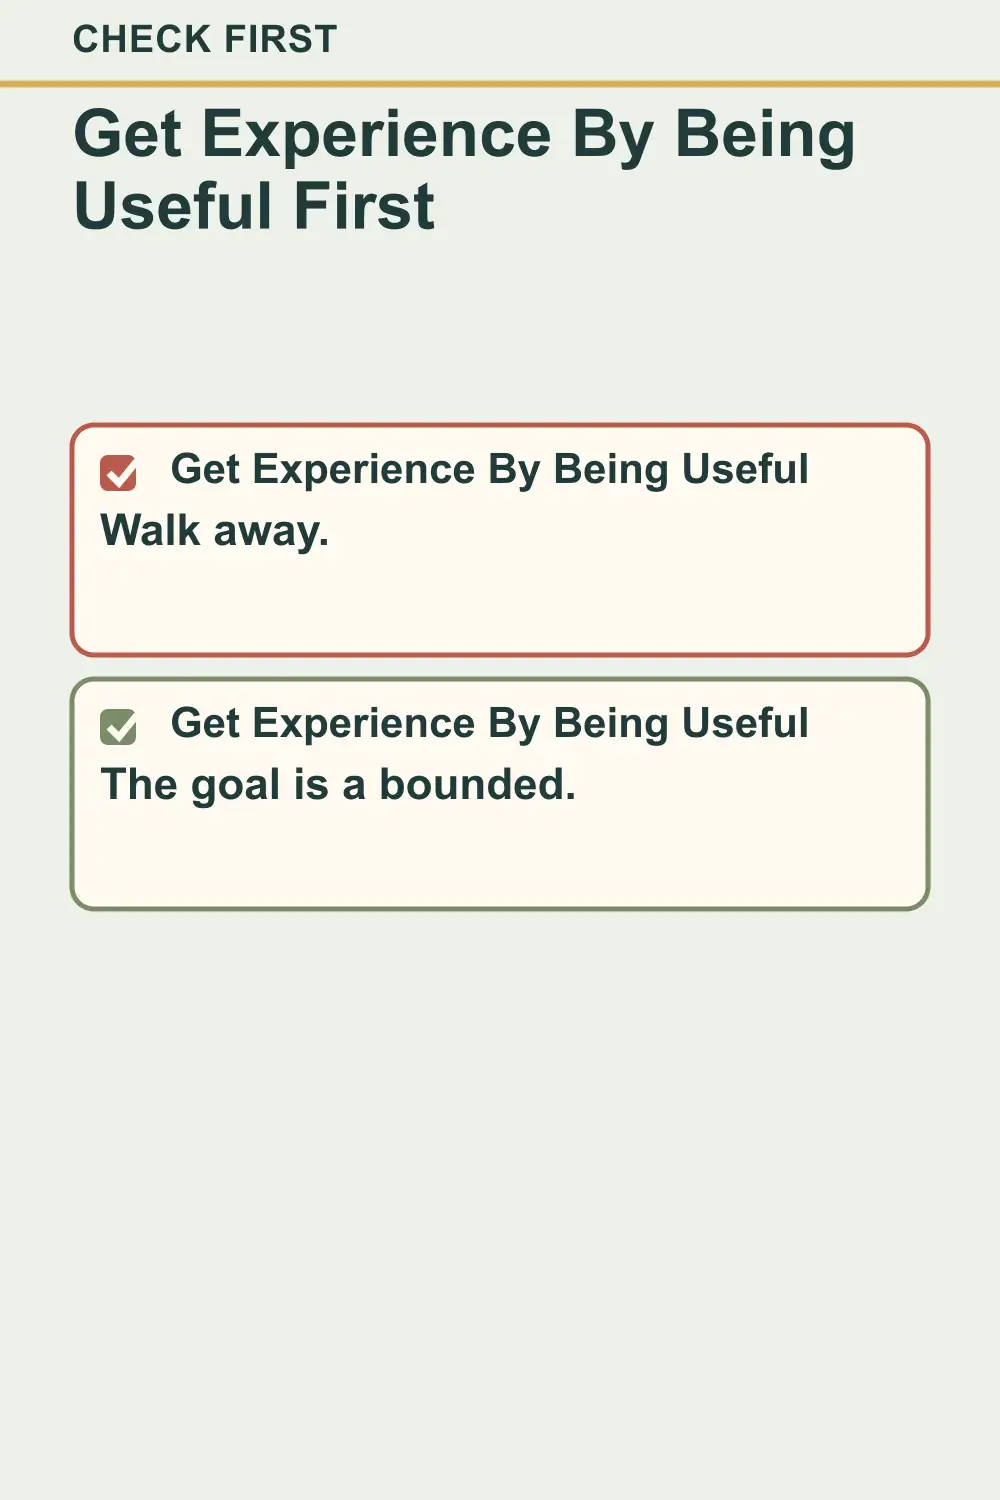 CHECK FIRST
Get Experience By Being
Useful First
Get Experience By Being Useful
Walk away.
Get Experience By Being Useful
The goal is a bounded.